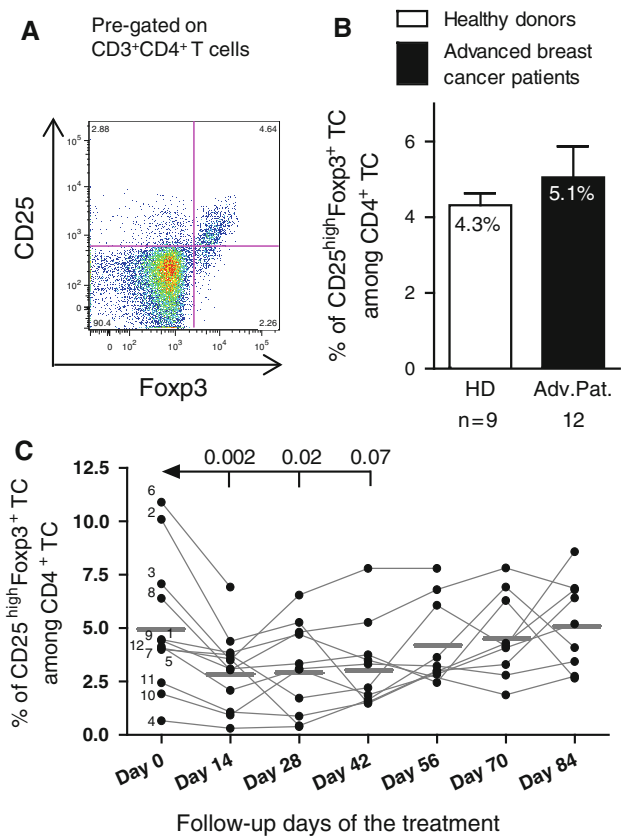 A
Pre-gated on
CD3⁺CD4⁺ T cells
2.88
4.64
90.4
2.26
10⁵
10⁴
10³
10²
0
0 10² 10³ 10⁴ 10⁵
CD25
Foxp3
B
Healthy donors
Advanced breast
cancer patients
% of CD25ʰⁱᵍʰFoxp3⁺ TC
among CD4⁺ TC
6
4
2
0
4.3%
5.1%
HD Adv.Pat.
n=9 12
C
0.002 0.02 0.07
% of CD25 ʰⁱᵍʰFoxp3⁺ TC
among CD4 ⁺ TC
12.5
10.0
7.5
5.0
2.5
0.0
6
2
3
8
9 1
12
7
5
11
10
4
Day 0 Day 14 Day 28 Day 42 Day 56 Day 70 Day 84
Follow-up days of the treatment